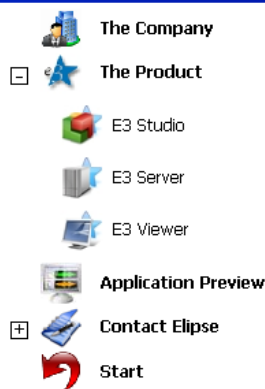 The Company
The Product
E3 Studio
E3 Server
E3 Viewer
Application Preview
Contact Elipse
Start